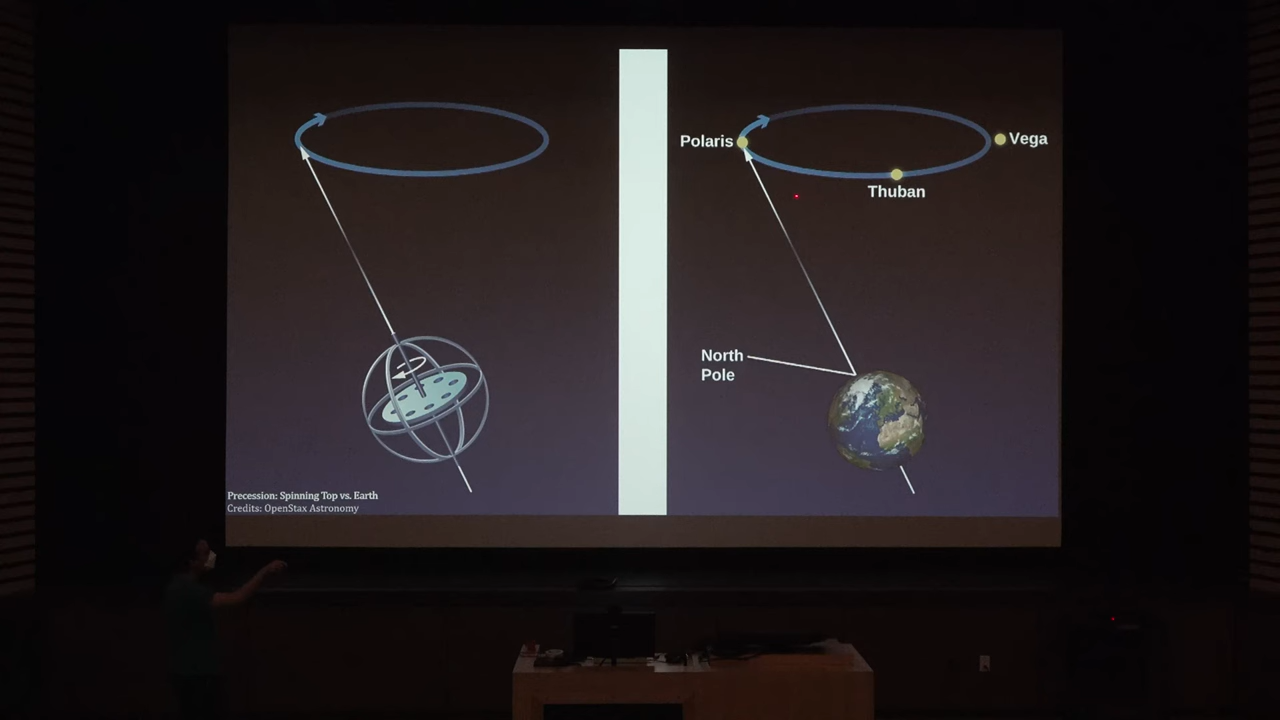 Polaris
Vega
Thuban
North
Pole
Precession: Spinning Top vs. Earth
Credits: OpenStax Astronomy